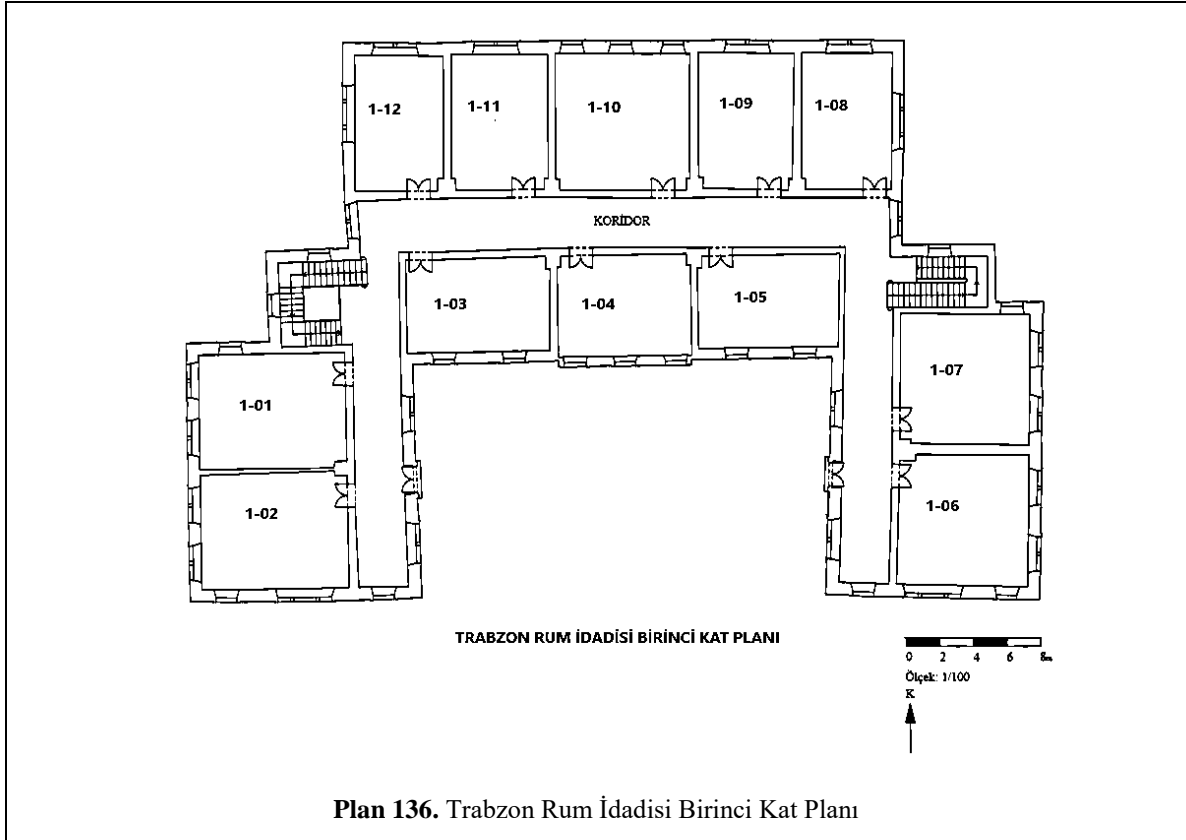 1-12 1-11 1-10 1-09 1-08
KORİDOR
1-03 1-04 1-05
1-07
1-01
1-06
1-02
TRABZON RUM İDADİSİ BİRİNCİ KAT PLANI
0 2 4 6 8m
Ölçek: 1/100
K
Plan 136. Trabzon Rum İdadisi Birinci Kat Planı